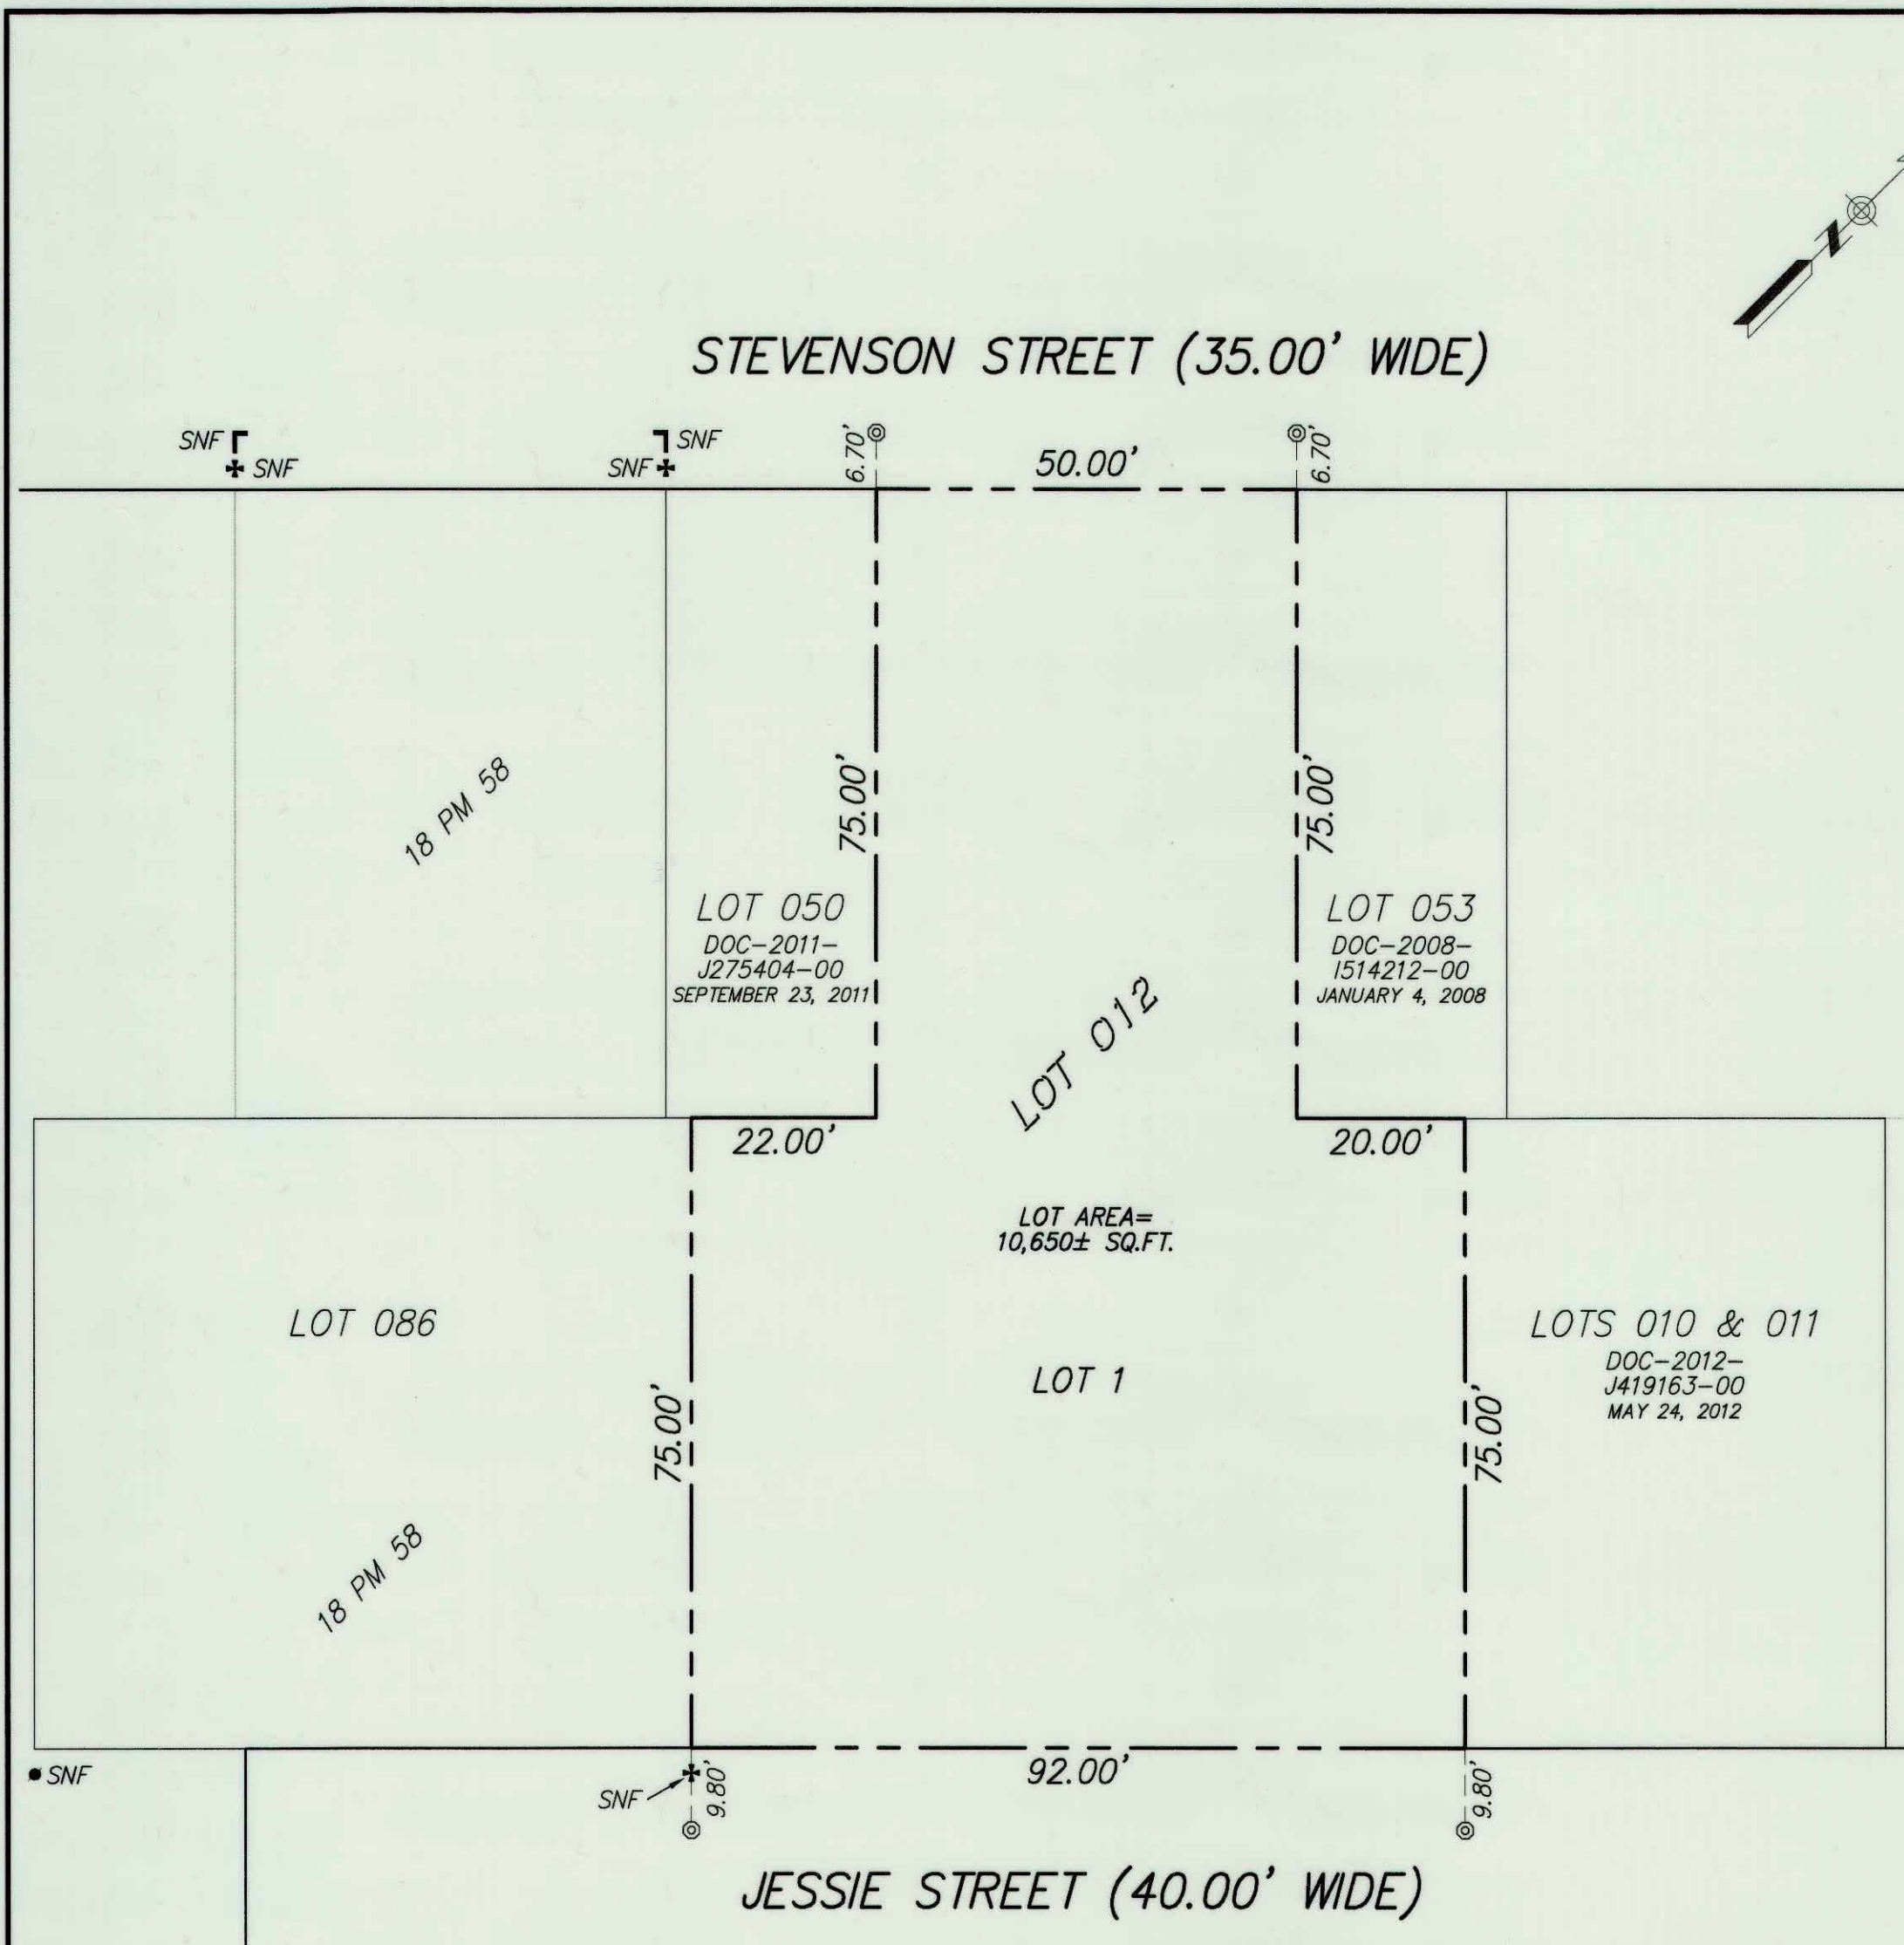 N
STEVENSON STREET (35.00' WIDE)
SNF
SNF
SNF
SNF
6.70'
50.00'
6.70'
18 PM 58
75.00'
75.00'
LOT 050
DOC-2011-
J275404-00
SEPTEMBER 23, 2011
LOT 053
DOC-2008-
I514212-00
JANUARY 4, 2008
LOT 012
22.00'
20.00'
LOT AREA=
10,650± SQ.FT.
LOT 086
LOT 1
LOTS 010 & 011
DOC-2012-
J419163-00
MAY 24, 2012
75.00'
75.00'
18 PM 58
SNF
SNF
9.80'
92.00'
9.80'
JESSIE STREET (40.00' WIDE)